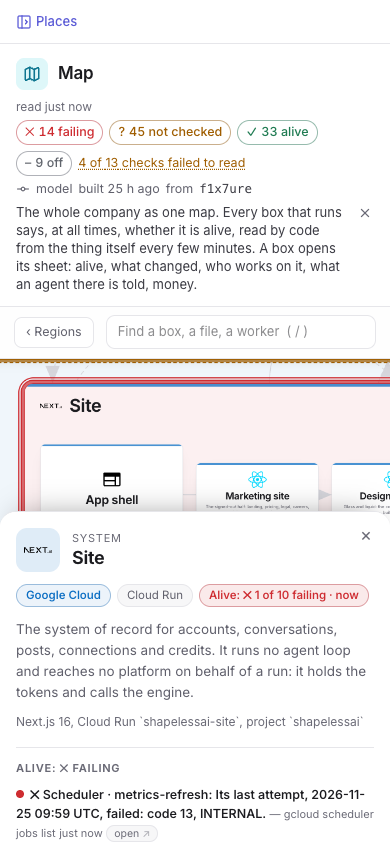 Places
Map
read just now
✕ 14 failing
? 45 not checked
✓ 33 alive
– 9 off
4 of 13 checks failed to read
model built 25 h ago from f1x7ure
The whole company as one map. Every box that runs
says, at all times, whether it is alive, read by code
from the thing itself every few minutes. A box opens
its sheet: alive, what changed, who works on it, what
an agent there is told, money.
‹ Regions
Find a box, a file, a worker ( / )
NEXT.js Site
App shell
Marketing site
Design
SYSTEM
NEXT.js
Site
Google Cloud
Cloud Run
Alive: ✕ 1 of 10 failing · now
The system of record for accounts, conversations,
posts, connections and credits. It runs no agent loop
and reaches no platform on behalf of a run: it holds the
tokens and calls the engine.
Next.js 16, Cloud Run `shapelessai-site`, project `shapelessai`
ALIVE: ✕ FAILING
✕ Scheduler · metrics-refresh: Its last attempt, 2026-11-
25 09:59 UTC, failed: code 13, INTERNAL. — gcloud scheduler
jobs list just now open ↗